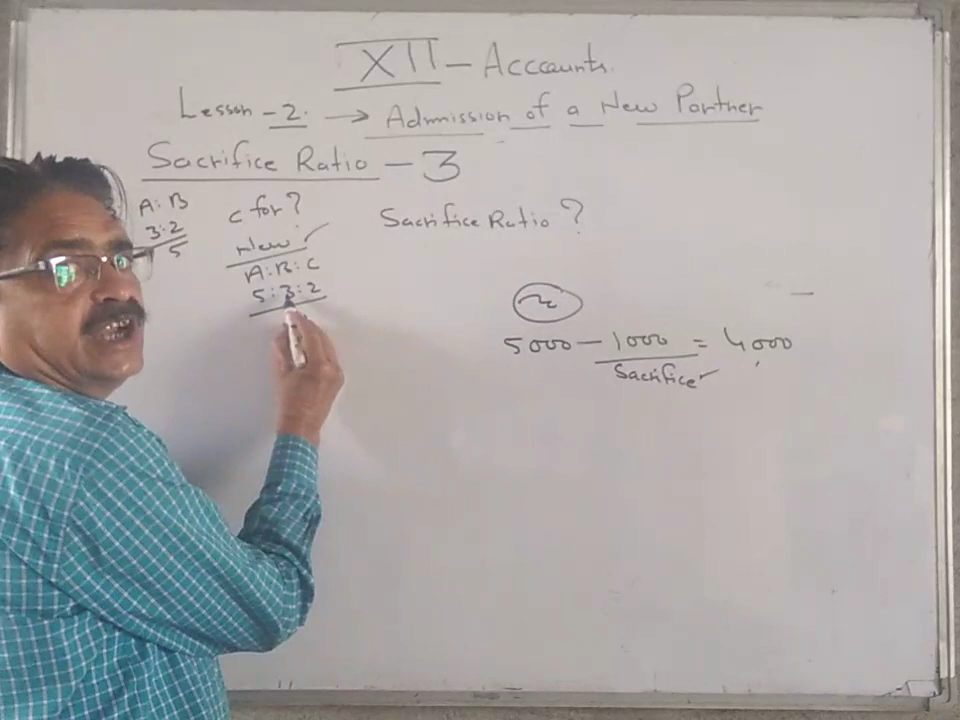 XII - Accounts.
Lesson - 2. → Admission of a New Partner
Sacrifice Ratio - 3
A : B
3 : 2
5
C for ?
New ✓
A : B : C
5 : 3 : 2
Sacrifice Ratio ?
5000 - 1000 = 4000
Sacrifice ✓